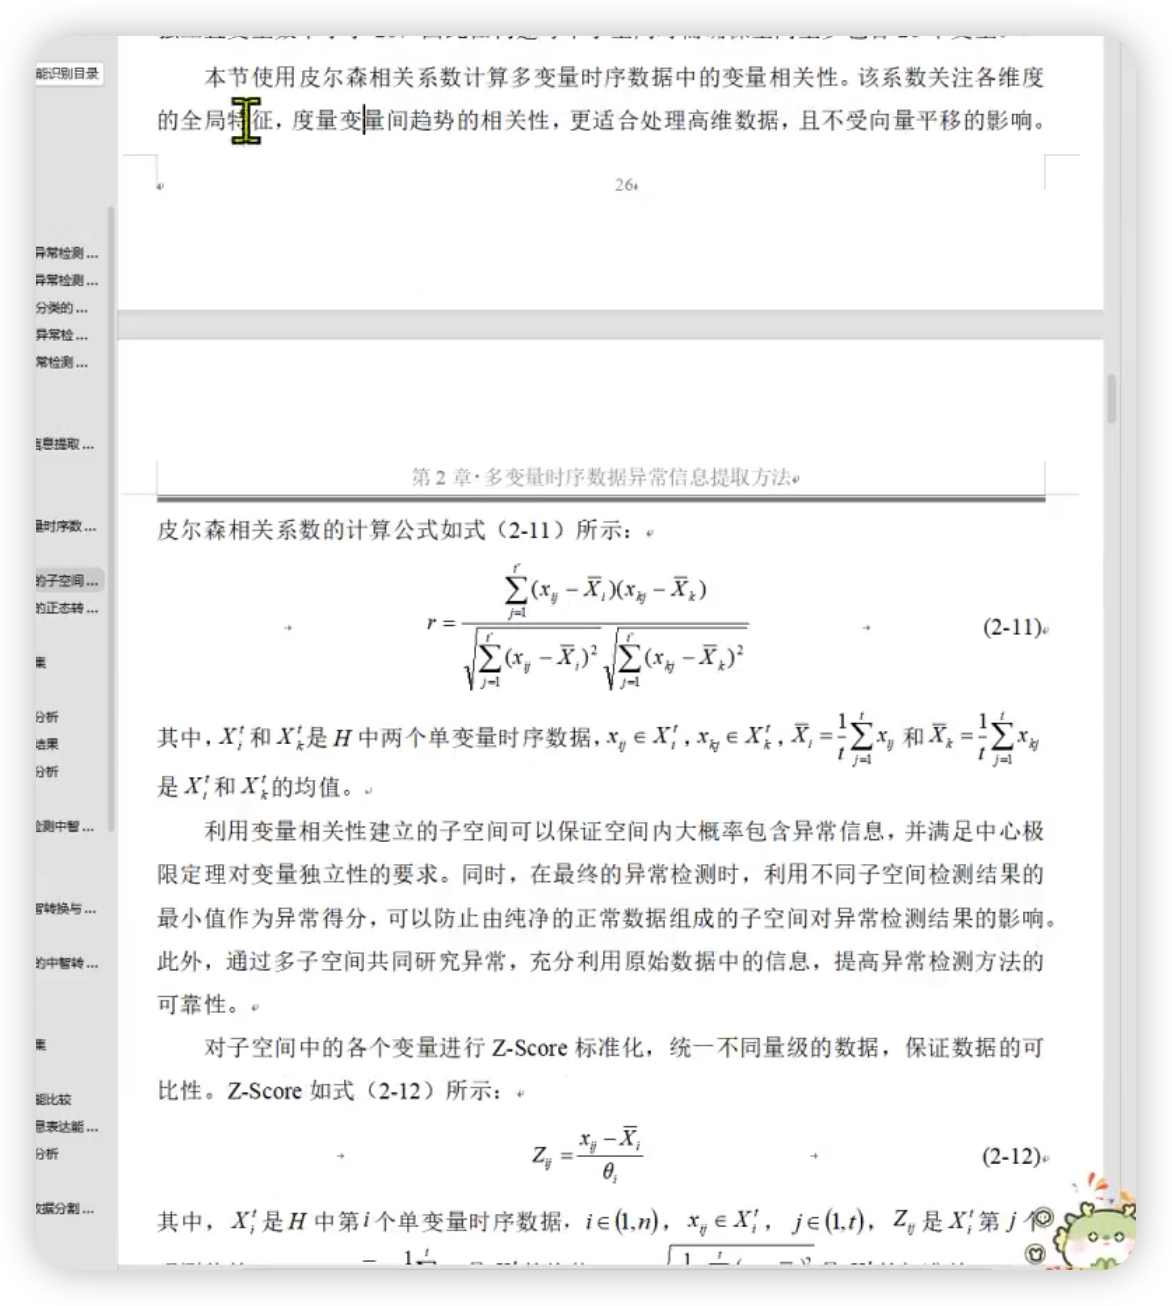 能识别目录
本节使用皮尔森相关系数计算多变量时序数据中的变量相关性。该系数关注各维度
的全局特征，度量变量间趋势的相关性，更适合处理高维数据，且不受向量平移的影响。
26
异常检测...
异常检测...
分类的...
异常检...
常检测...
信息提取...
量时序数...
的子空间...
的正态转...
集
分析
结果
分析
检测中智...
智转换与...
的中智转...
集
能比较
息表达能...
分析
数据分割...
第 2 章·多变量时序数据异常信息提取方法
皮尔森相关系数的计算公式如式（2-11）所示：
r = \frac{\sum_{j=1}^{t}(x_{ij} - \overline{X}_i)(x_{kj} - \overline{X}_k)}{\sqrt{\sum_{j=1}^{t}(x_{ij} - \overline{X}_i)^2}\sqrt{\sum_{j=1}^{t}(x_{kj} - \overline{X}_k)^2}} (2-11)
其中，X_i^t 和 X_k^t 是 H 中两个单变量时序数据，x_{ij} ∈ X_i^t，x_{kj} ∈ X_k^t，\overline{X}_i = \frac{1}{t}\sum_{j=1}^{t} x_{ij} 和 \overline{X}_k = \frac{1}{t}\sum_{j=1}^{t} x_{kj}
是 X_i^t 和 X_k^t 的均值。
利用变量相关性建立的子空间可以保证空间内大概率包含异常信息，并满足中心极
限定理对变量独立性的要求。同时，在最终的异常检测时，利用不同子空间检测结果的
最小值作为异常得分，可以防止由纯净的正常数据组成的子空间对异常检测结果的影响。
此外，通过多子空间共同研究异常，充分利用原始数据中的信息，提高异常检测方法的
可靠性。
对子空间中的各个变量进行 Z-Score 标准化，统一不同量级的数据，保证数据的可
比性。Z-Score 如式（2-12）所示：
Z_{ij} = \frac{x_{ij} - \overline{X}_i}{θ_i} (2-12)
其中， X_i^t 是 H 中第 i 个单变量时序数据，i∈(1,n)， x_{ij} ∈ X_i^t， j∈(1,t)， Z_{ij} 是 X_i^t 第 j 个